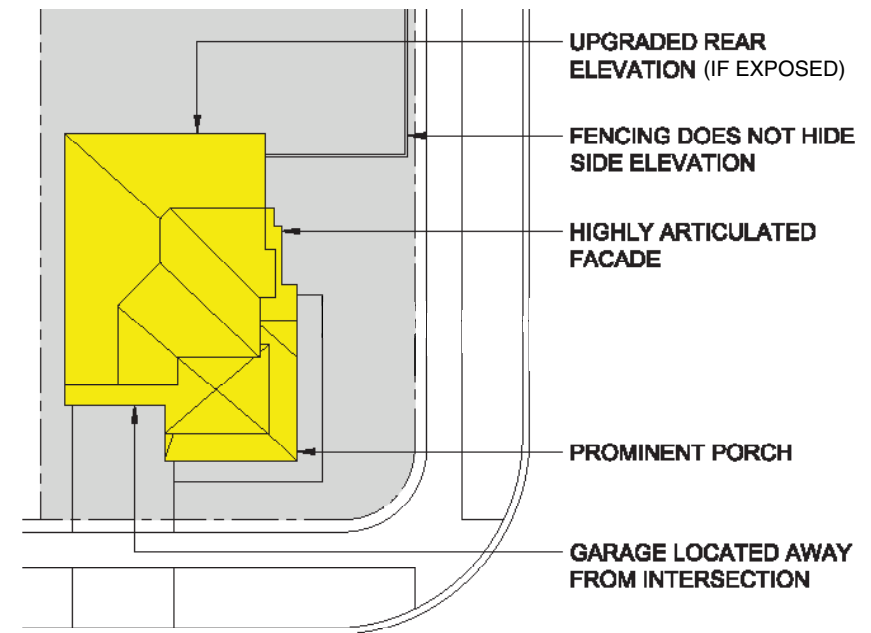 UPGRADED REAR
ELEVATION (IF EXPOSED)
FENCING DOES NOT HIDE
SIDE ELEVATION
HIGHLY ARTICULATED
FACADE
PROMINENT PORCH
GARAGE LOCATED AWAY
FROM INTERSECTION